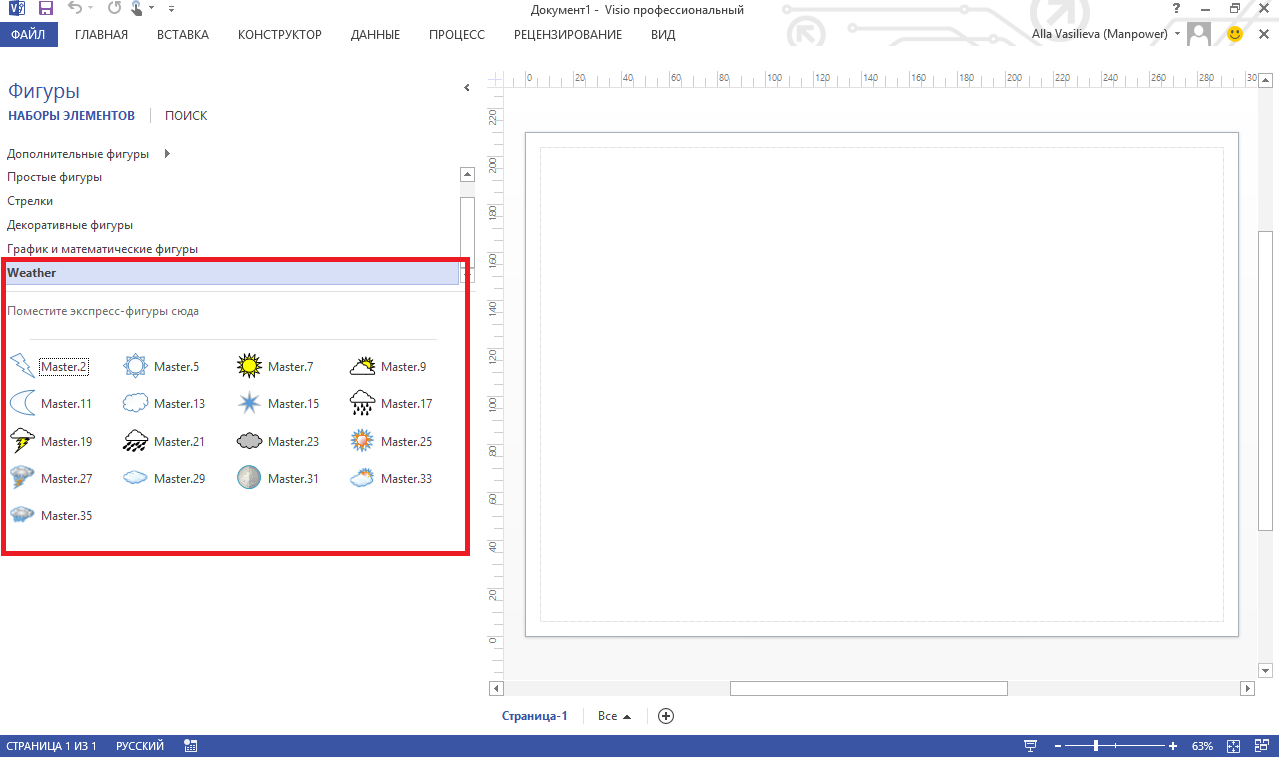 Документ1 - Visio профессиональный
?
ФАЙЛ ГЛАВНАЯ ВСТАВКА КОНСТРУКТОР ДАННЫЕ ПРОЦЕСС РЕЦЕНЗИРОВАНИЕ ВИД
Alla Vasilieva (Manpower)
Фигуры
НАБОРЫ ЭЛЕМЕНТОВ ПОИСК
Дополнительные фигуры
Простые фигуры
Стрелки
Декоративные фигуры
График и математические фигуры
Weather
Поместите экспресс-фигуры сюда
Master.2 Master.5 Master.7 Master.9
Master.11 Master.13 Master.15 Master.17
Master.19 Master.21 Master.23 Master.25
Master.27 Master.29 Master.31 Master.33
Master.35
0 20 40 60 80 100 120 140 160 180 200 220 240 260 280 30
220
200
180
160
140
120
100
80
60
40
20
0
Страница-1 Все
СТРАНИЦА 1 ИЗ 1 РУССКИЙ
63%